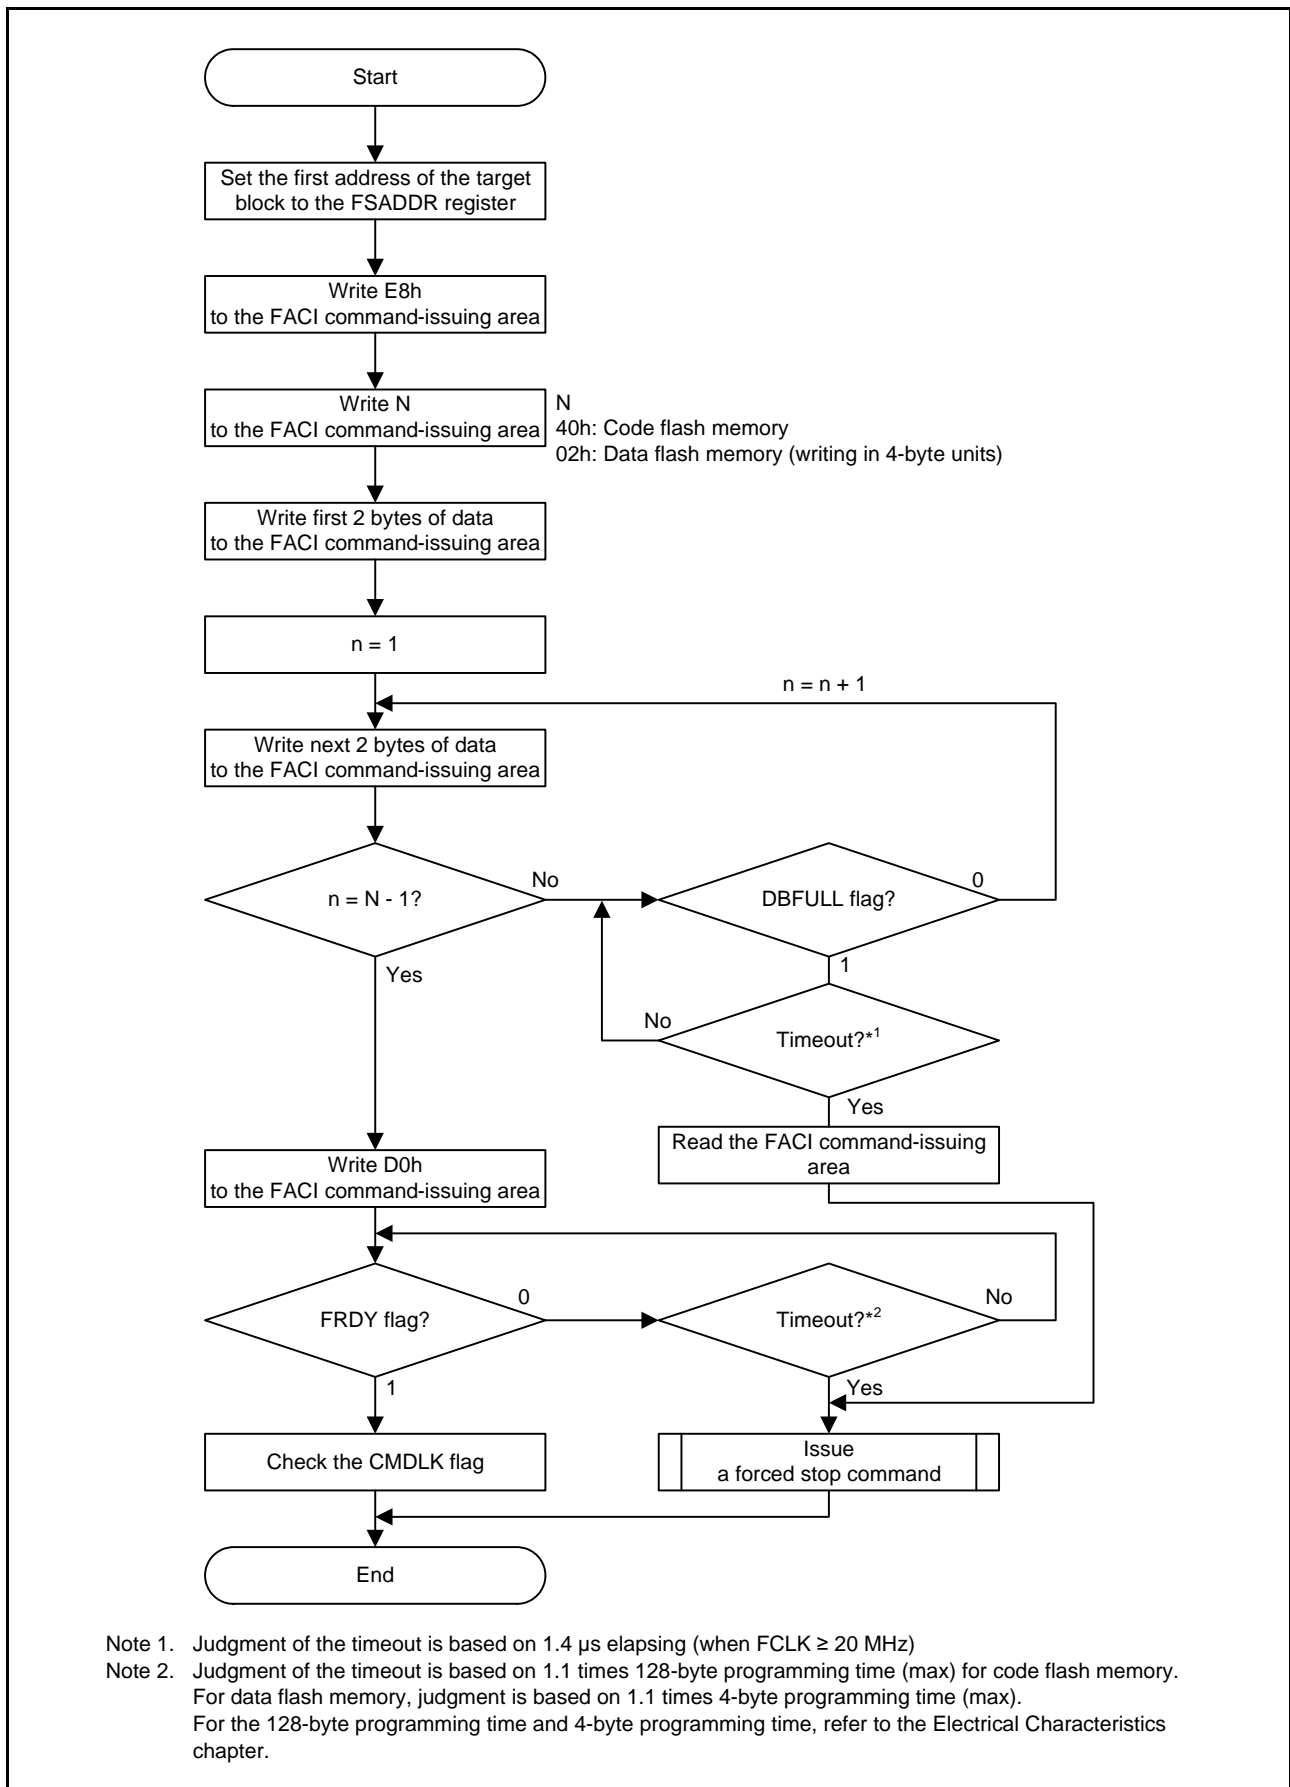 Start
Set the first address of the target
block to the FSADDR register
Write E8h
to the FACI command-issuing area
Write N
to the FACI command-issuing area
N
40h: Code flash memory
02h: Data flash memory (writing in 4-byte units)
Write first 2 bytes of data
to the FACI command-issuing area
n = 1
n = n + 1
Write next 2 bytes of data
to the FACI command-issuing area
n = N - 1?
No
DBFULL flag?
0
Yes
1
No
Timeout?*1
Yes
Read the FACI command-issuing
area
Write D0h
to the FACI command-issuing area
FRDY flag?
0
Timeout?*2
No
1
Yes
Check the CMDLK flag
Issue
a forced stop command
End
Note 1. Judgment of the timeout is based on 1.4 µs elapsing (when FCLK ≥ 20 MHz)
Note 2. Judgment of the timeout is based on 1.1 times 128-byte programming time (max) for code flash memory.
For data flash memory, judgment is based on 1.1 times 4-byte programming time (max).
For the 128-byte programming time and 4-byte programming time, refer to the Electrical Characteristics
chapter.